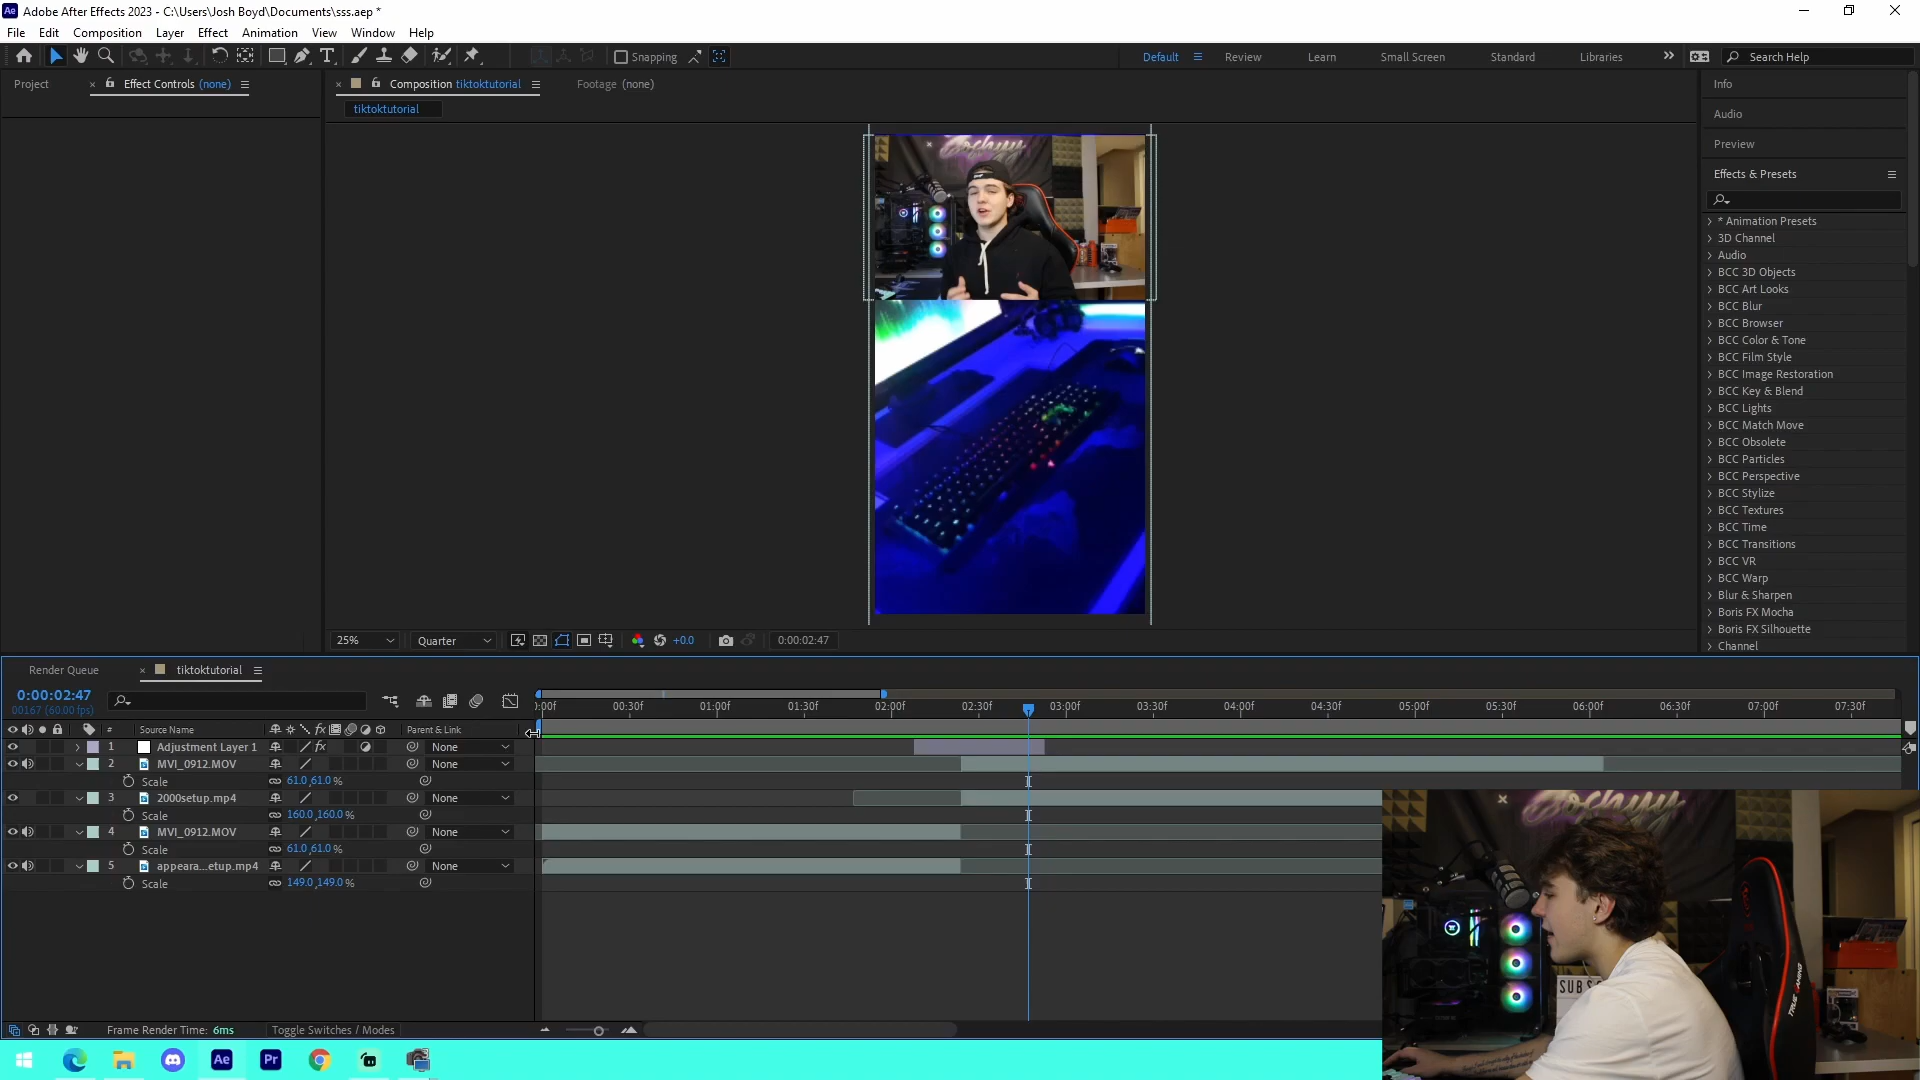 Ae Adobe After Effects 2023 - C:\Users\Josh Boyd\Documents\sss.aep *
File Edit Composition Layer Effect Animation View Window Help
Snapping
Default Review Learn Small Screen Standard Libraries Search Help
Project Effect Controls (none)
Composition tiktoktutorial Footage (none)
tiktoktutorial
Info
Audio
Preview
Effects & Presets
* Animation Presets
3D Channel
Audio
BCC 3D Objects
BCC Art Looks
BCC Blur
BCC Browser
BCC Color & Tone
BCC Film Style
BCC Image Restoration
BCC Key & Blend
BCC Lights
BCC Match Move
BCC Obsolete
BCC Particles
BCC Perspective
BCC Stylize
BCC Textures
BCC Time
BCC Transitions
BCC VR
BCC Warp
Blur & Sharpen
Boris FX Mocha
Boris FX Silhouette
Channel
25% Quarter +0.0 0:00:02:47
Render Queue tiktoktutorial
0:00:02:47
00167 (60.00 fps)
:00f 00:30f 01:00f 01:30f 02:00f 02:30f 03:00f 03:30f 04:00f 04:30f 05:00f 05:30f 06:00f 06:30f 07:00f 07:30f
# Source Name fx Parent & Link
1 Adjustment Layer 1 fx None
2 MVI_0912.MOV None
Scale 61.0,61.0 %
3 2000setup.mp4 None
Scale 160.0,160.0 %
4 MVI_0912.MOV None
Scale 61.0,61.0 %
5 appeara...etup.mp4 None
Scale 149.0,149.0 %
Joshyy
SUBS
TRUE GAMING
Frame Render Time: 6ms Toggle Switches / Modes
Ae Pr